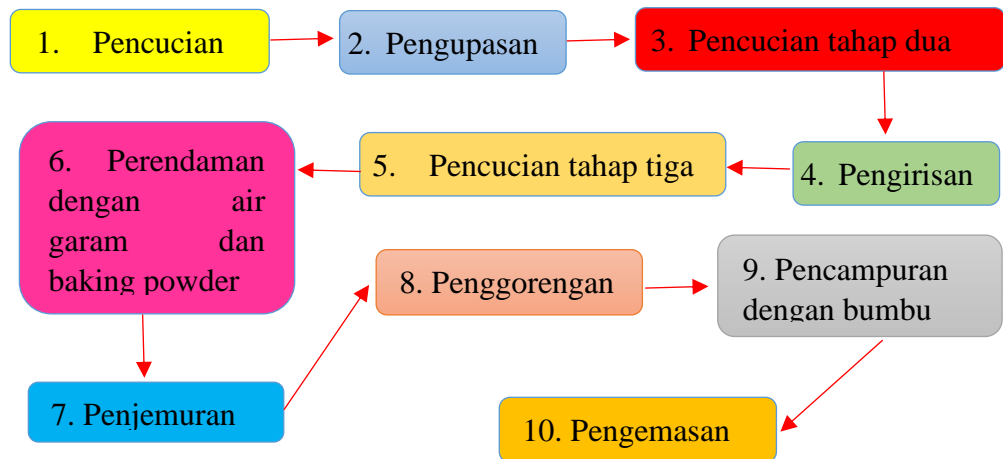 1. Pencucian
2. Pengupasan
3. Pencucian tahap dua
4. Pengirisan
5. Pencucian tahap tiga
6. Perendaman
dengan air
garam dan
baking powder
7. Penjemuran
8. Penggorengan
9. Pencampuran
dengan bumbu
10. Pengemasan